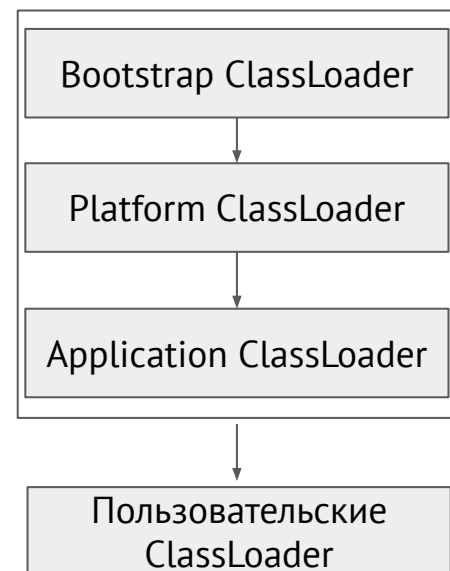 Bootstrap ClassLoader
Platform ClassLoader
Application ClassLoader
Пользовательские
ClassLoader